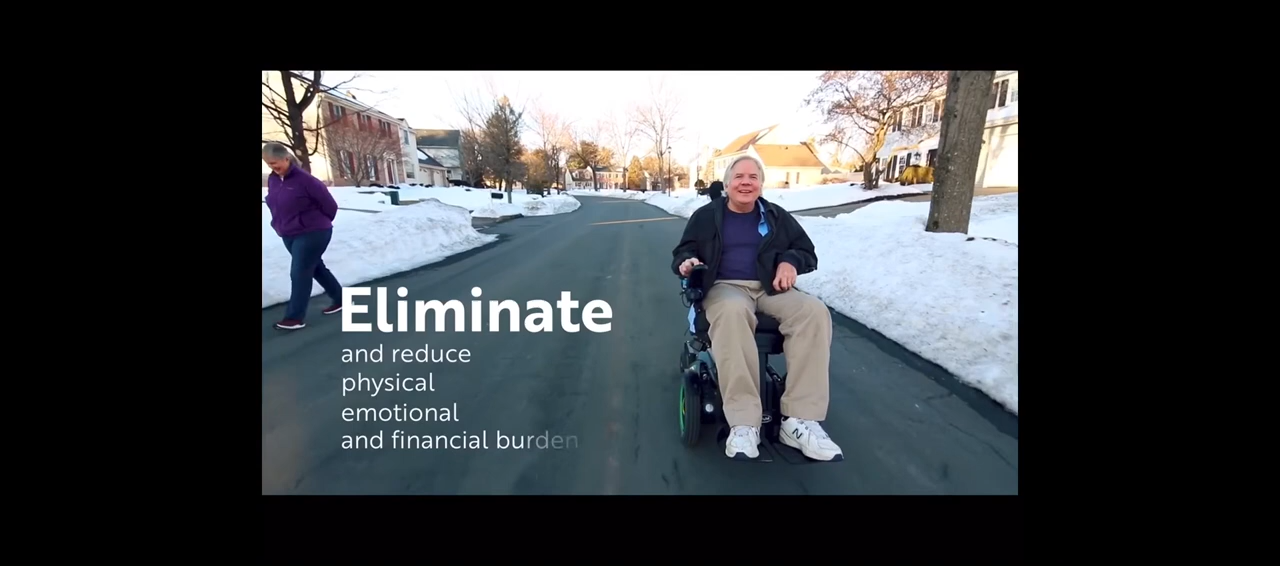 Eliminate
and reduce
physical
emotional
and financial burden
N